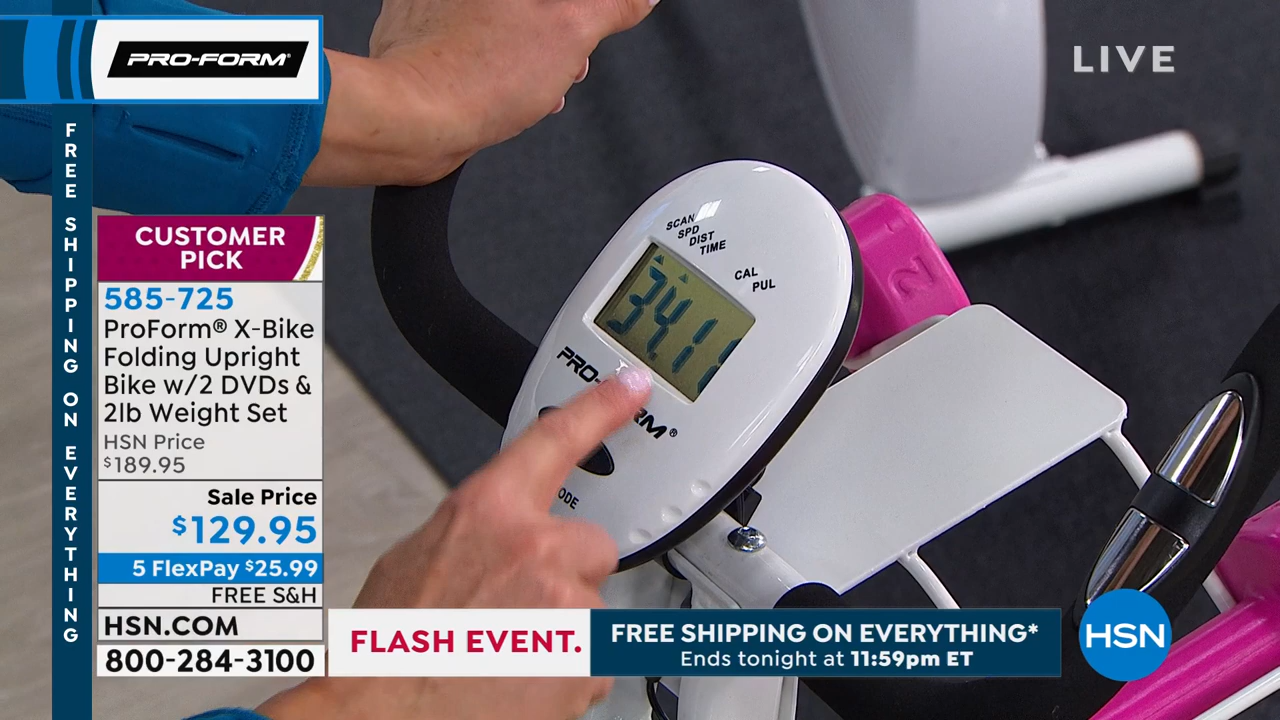 PRO-FORM®
LIVE
FREE SHIPPING ON EVERYTHING
CUSTOMER
PICK
585-725
ProForm® X-Bike
Folding Upright
Bike w/2 DVDs &
2lb Weight Set
HSN Price
$189.95
Sale Price
$129.95
5 FlexPay $25.99
FREE S&H
HSN.COM
800-284-3100
SCAN
SPD
DIST
TIME
CAL
PUL
34.1
®
2
FLASH EVENT.
FREE SHIPPING ON EVERYTHING*
Ends tonight at 11:59pm ET
HSN